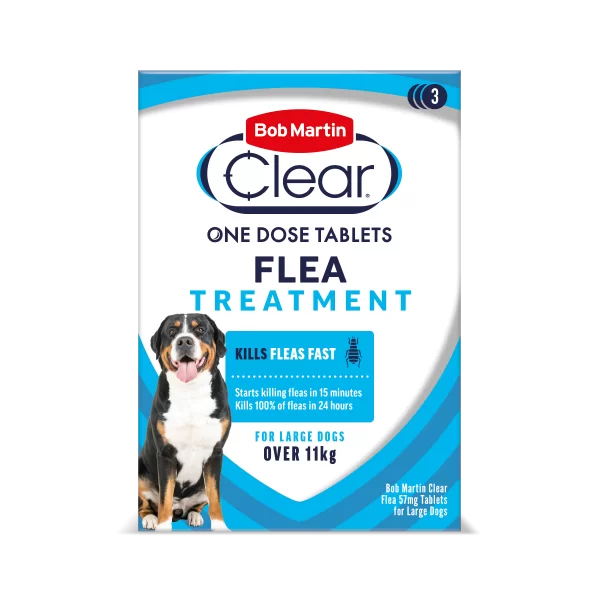 3
Bob Martin
Clear®
ONE DOSE TABLETS
FLEA
TREATMENT
KILLS FLEAS FAST
Starts killing fleas in 15 minutes
Kills 100% of fleas in 24 hours
FOR LARGE DOGS
OVER 11kg
Bob Martin Clear
Flea 57mg Tablets
for Large Dogs